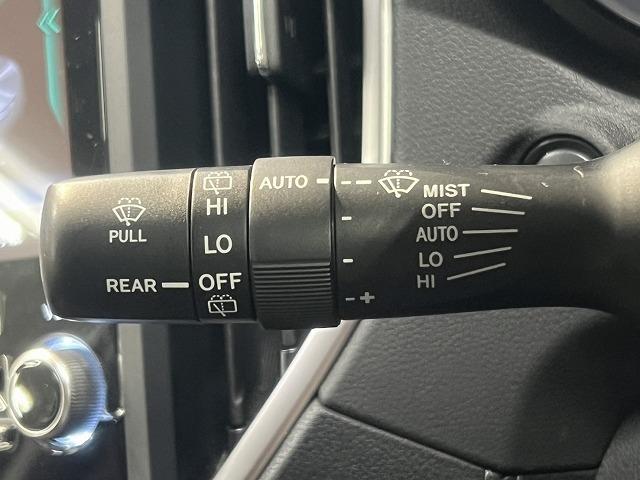 PULL
REAR
HI
LO
OFF
AUTO
- +
MIST
OFF
AUTO
LO
HI